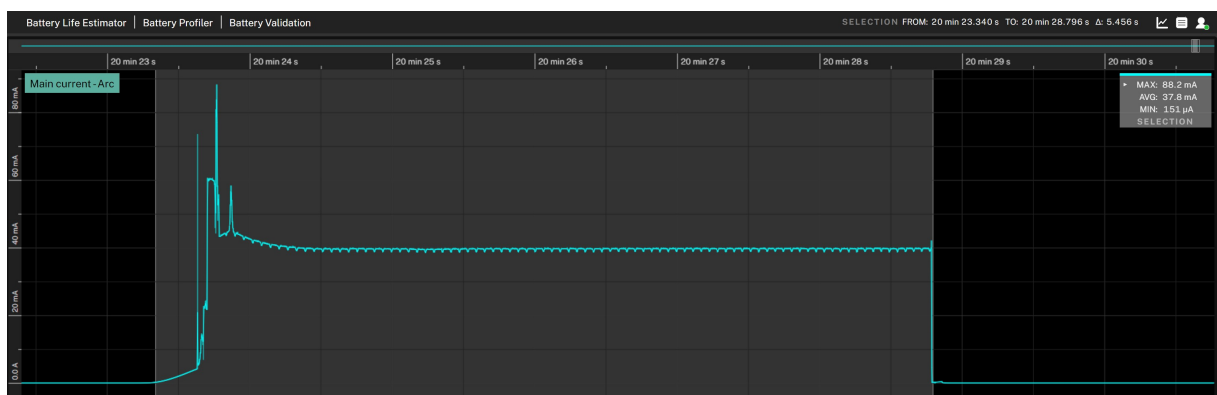 Battery Life Estimator | Battery Profiler | Battery Validation
SELECTION FROM: 20 min 23.340 s TO: 20 min 28.796 s Δ: 5.456 s
20 min 23 s 20 min 24 s 20 min 25 s 20 min 26 s 20 min 27 s 20 min 28 s 20 min 29 s 20 min 30 s
Main current - Arc
MAX: 88.2 mA
AVG: 37.8 mA
MIN: 151 µA
SELECTION
80 mA
60 mA
40 mA
20 mA
0.0 A